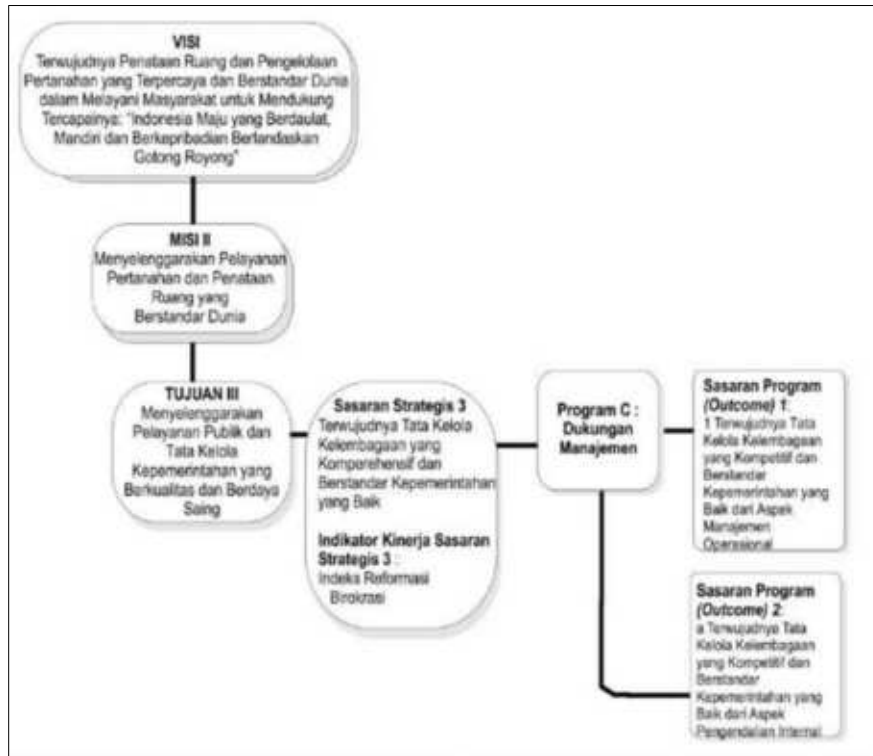 VISI
Terwujudnya Penataan Ruang dan Pengelolaan
Pertanahan yang Terpercaya dan Berstandar Dunia
dalam Melayani Masyarakat untuk Mendukung
Tercapainya: "Indonesia Maju yang Berdaulat,
Mandiri dan Berkepribadian Berlandaskan
Gotong Royong"
MISI II
Menyelenggarakan Pelayanan
Pertanahan dan Penataan
Ruang yang
Berstandar Dunia
TUJUAN III
Menyelenggarakan
Pelayanan Publik dan
Tata Kelola
Kepemerintahan yang
Berkualitas dan Berdaya
Saing
Sasaran Strategis 3
Terwujudnya Tata Kelola
Kelembagaan yang
Komperehensif dan
Berstandar Kepemerintahan
yang Baik
Indikator Kinerja Sasaran
Strategis 3 :
Indeks Reformasi
Birokrasi
Program C :
Dukungan
Manajemen
Sasaran Program
(Outcome) 1:
1 Terwujudnya Tata
Kelola Kelembagaan
yang Kompetitif dan
Berstandar
Kepemerintahan yang
Baik dari Aspek
Manajemen
Operasional
Sasaran Program
(Outcome) 2:
a Terwujudnya Tata
Kelola Kelembagaan
yang Kompetitif dan
Berstandar
Kepemerintahan yang
Baik dari Aspek
Pengendalian Internal